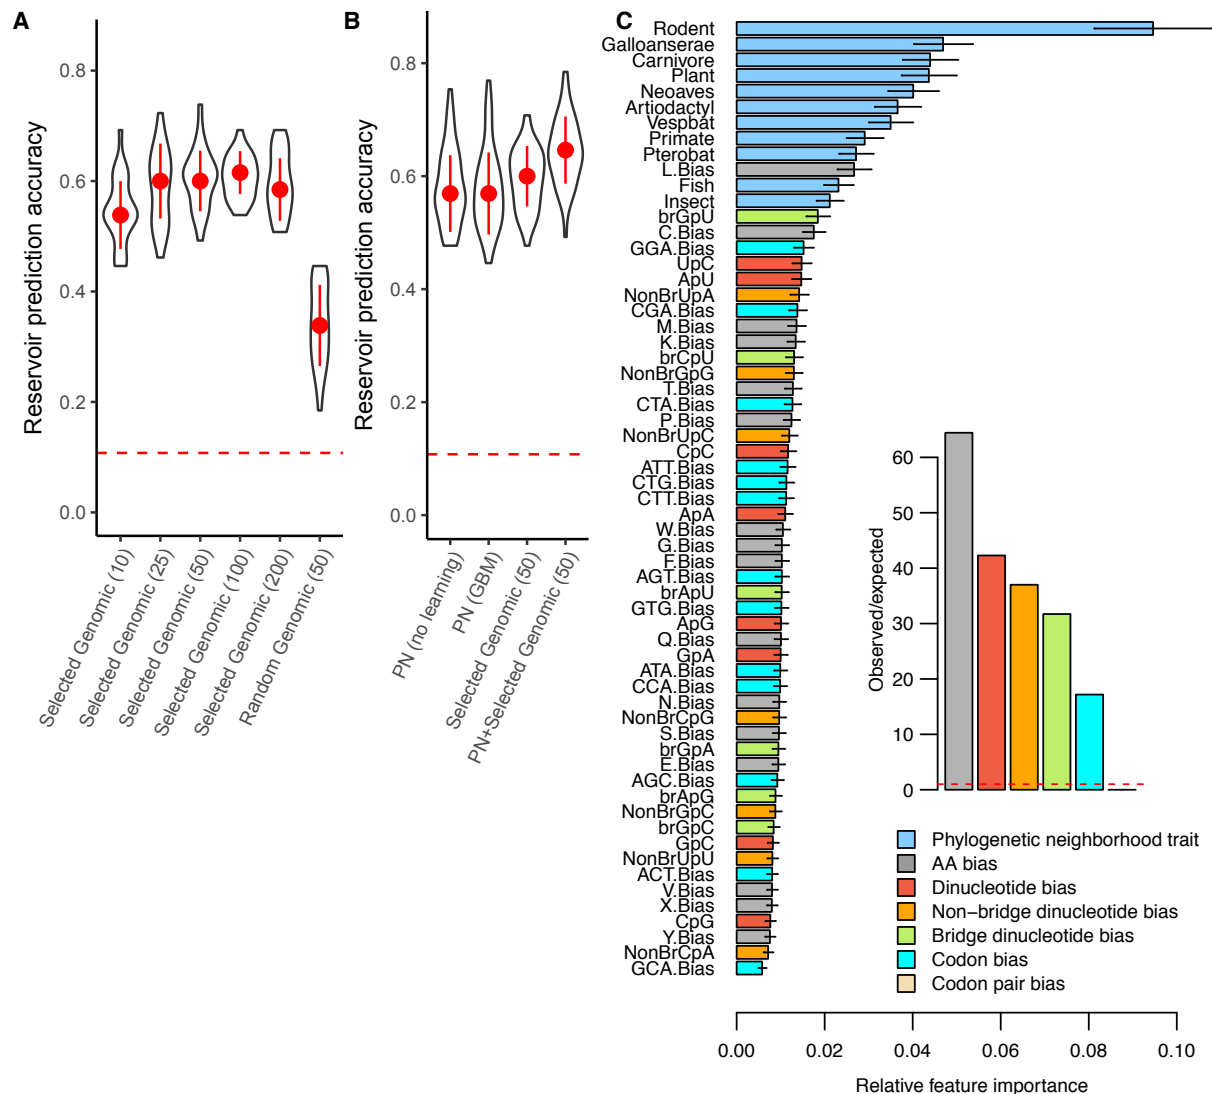 A
Reservoir prediction accuracy
0.8
0.6
0.4
0.2
0.0
Selected Genomic (10)
Selected Genomic (25)
Selected Genomic (50)
Selected Genomic (100)
Selected Genomic (200)
Random Genomic (50)
B
Reservoir prediction accuracy
0.8
0.6
0.4
0.2
0.0
PN (no learning)
PN (GBM)
Selected Genomic (50)
PN+Selected Genomic (50)
C
Rodent
Galloanserae
Carnivore
Plant
Neoaves
Artiodactyl
Vespbat
Primate
Pterobat
L.Bias
Fish
Insect
brGpU
C.Bias
GGA.Bias
UpC
ApU
NonBrUpA
CGA.Bias
M.Bias
K.Bias
brCpU
NonBrGpG
T.Bias
CTA.Bias
P.Bias
NonBrUpC
CpC
ATT.Bias
CTG.Bias
CTT.Bias
ApA
W.Bias
G.Bias
F.Bias
AGT.Bias
brApU
GTG.Bias
ApG
Q.Bias
GpA
ATA.Bias
CCA.Bias
N.Bias
NonBrCpG
S.Bias
brGpA
E.Bias
AGC.Bias
brApG
NonBrGpC
brGpC
GpC
NonBrUpU
ACT.Bias
V.Bias
X.Bias
CpG
Y.Bias
NonBrCpA
GCA.Bias
0.00 0.02 0.04 0.06 0.08 0.10
Relative feature importance
Observed/expected
60
50
40
30
20
10
0
Phylogenetic neighborhood trait
AA bias
Dinucleotide bias
Non−bridge dinucleotide bias
Bridge dinucleotide bias
Codon bias
Codon pair bias